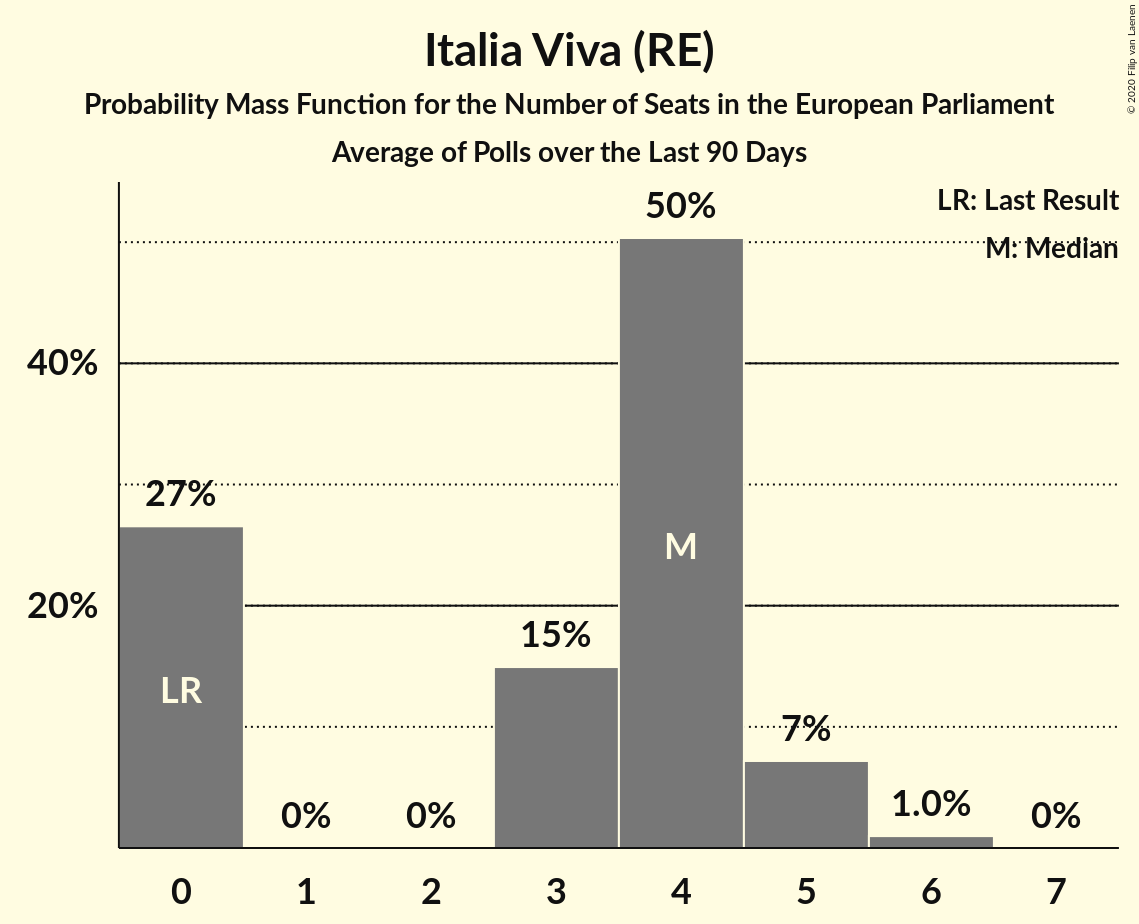 Italia Viva (RE)
Probability Mass Function for the Number of Seats in the European Parliament
Average of Polls over the Last 90 Days
© 2020 Filip van Laenen
LR: Last Result
M: Median
50%
40%
27%
M
20%
15%
LR
7%
0%
0%
1.0%
0%
0 1 2 3 4 5 6 7